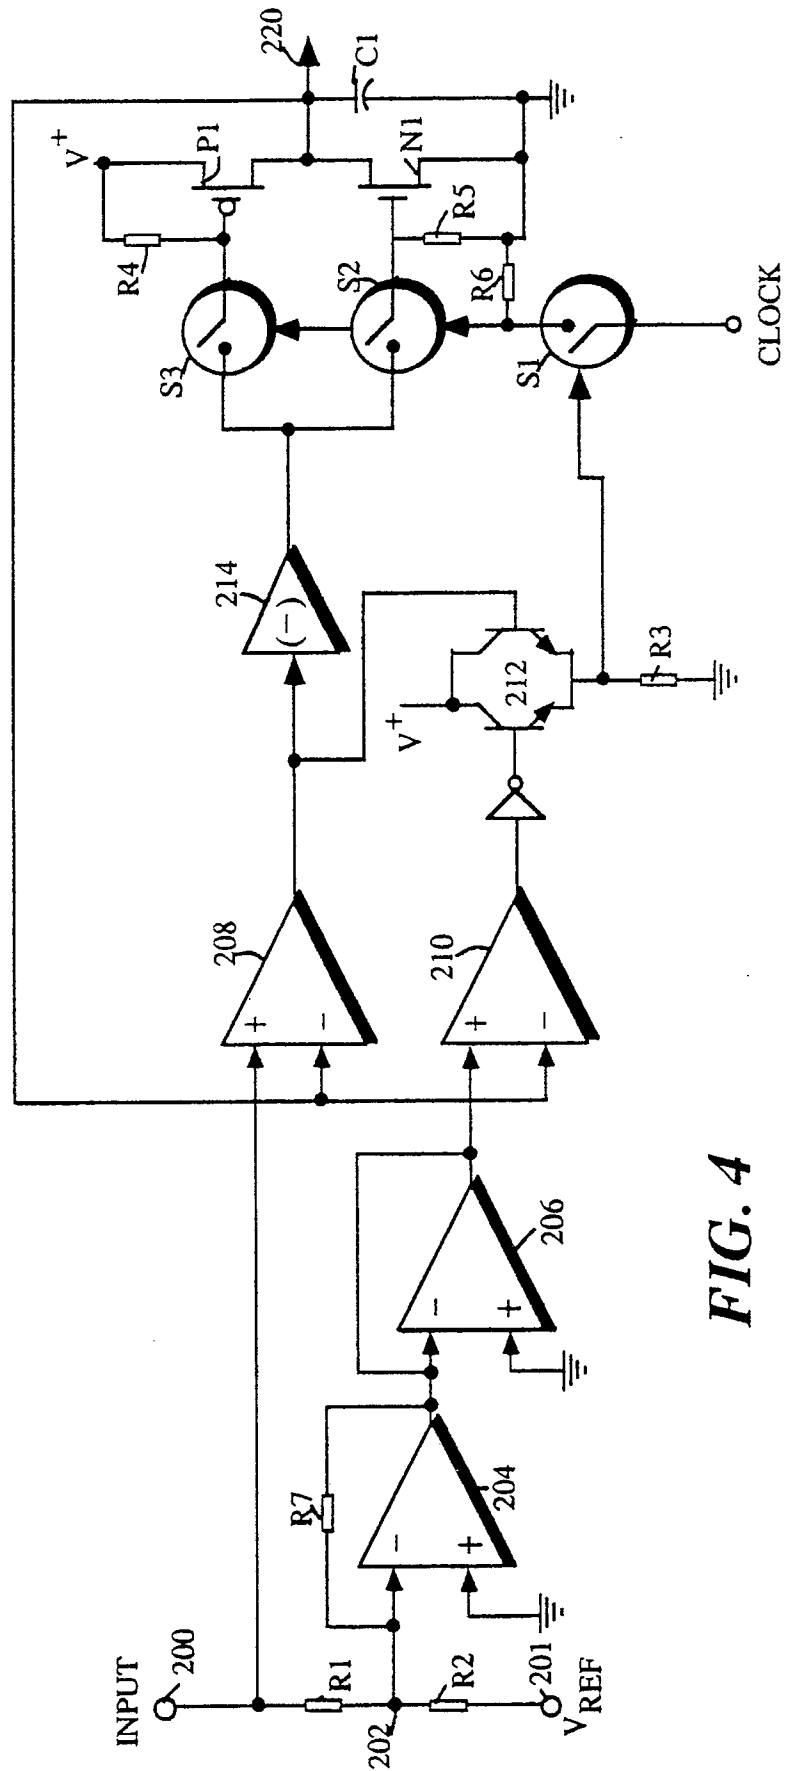 INPUT
200
R1
202
R2
201
V REF
R7
-
+
204
-
+
206
+
-
208
+
-
210
V+
212
R3
(-)
214
S3
S2
S1
CLOCK
R4
R5
R6
V+
P1
N1
C1
220
FIG. 4